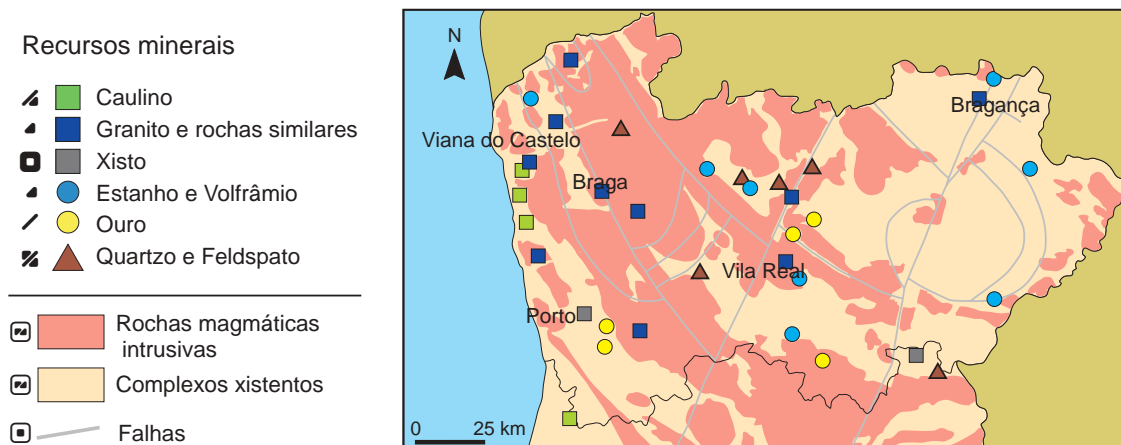 Recursos minerais
Caulino
Granito e rochas similares
Xisto
Estanho e Volfrâmio
Ouro
Quartzo e Feldspato
Rochas magmáticas
intrusivas
Complexos xistentos
Falhas
N
Bragança
Viana do Castelo
Braga
Vila Real
Porto
0 25 km